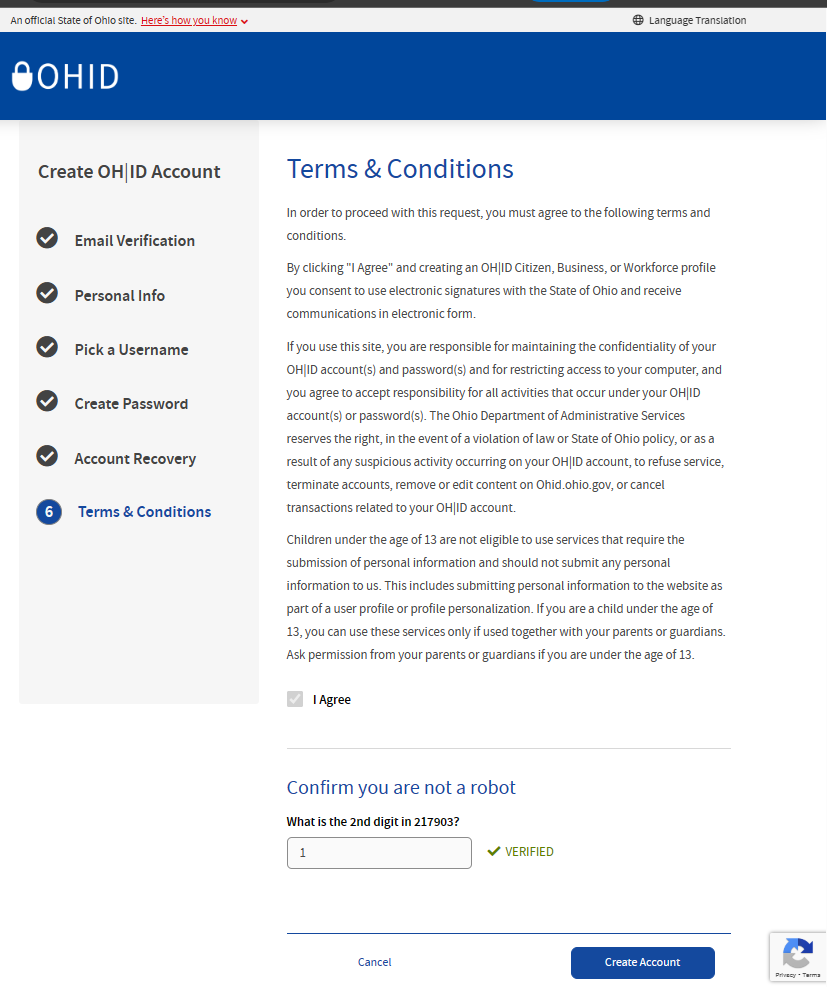 An official State of Ohio site. Here's how you know
Language Translation
OHID
Create OH|ID Account
Email Verification
Personal Info
Pick a Username
Create Password
Account Recovery
6 Terms & Conditions
Terms & Conditions
In order to proceed with this request, you must agree to the following terms and
conditions.
By clicking "I Agree" and creating an OH|ID Citizen, Business, or Workforce profile
you consent to use electronic signatures with the State of Ohio and receive
communications in electronic form.
If you use this site, you are responsible for maintaining the confidentiality of your
OH|ID account(s) and password(s) and for restricting access to your computer, and
you agree to accept responsibility for all activities that occur under your OH|ID
account(s) or password(s). The Ohio Department of Administrative Services
reserves the right, in the event of a violation of law or State of Ohio policy, or as a
result of any suspicious activity occurring on your OH|ID account, to refuse service,
terminate accounts, remove or edit content on Ohid.ohio.gov, or cancel
transactions related to your OH|ID account.
Children under the age of 13 are not eligible to use services that require the
submission of personal information and should not submit any personal
information to us. This includes submitting personal information to the website as
part of a user profile or profile personalization. If you are a child under the age of
13, you can use these services only if used together with your parents or guardians.
Ask permission from your parents or guardians if you are under the age of 13.
I Agree
Confirm you are not a robot
What is the 2nd digit in 217903?
1
VERIFIED
Cancel
Create Account
Privacy - Terms